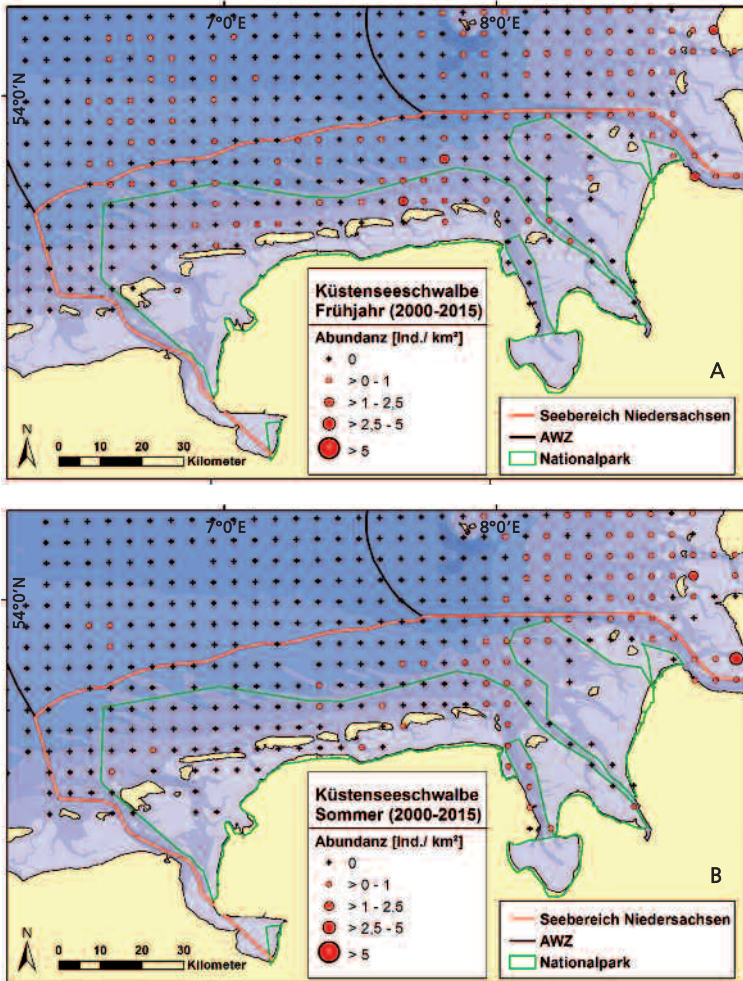 7°0'E
8°0'E
54°0'N
Küstenseeschwalbe
Frühjahr (2000-2015)
Abundanz [Ind./ km²]
0
> 0 - 1
> 1 - 2,5
> 2,5 - 5
> 5
A
Seebereich Niedersachsen
AWZ
Nationalpark
N
0 10 20 30
Kilometer
7°0'E
8°0'E
54°0'N
Küstenseeschwalbe
Sommer (2000-2015)
Abundanz [Ind./ km²]
0
> 0 - 1
> 1 - 2.5
> 2,5 - 5
> 5
B
Seebereich Niedersachsen
AWZ
Nationalpark
N
0 10 20 30
Kilometer